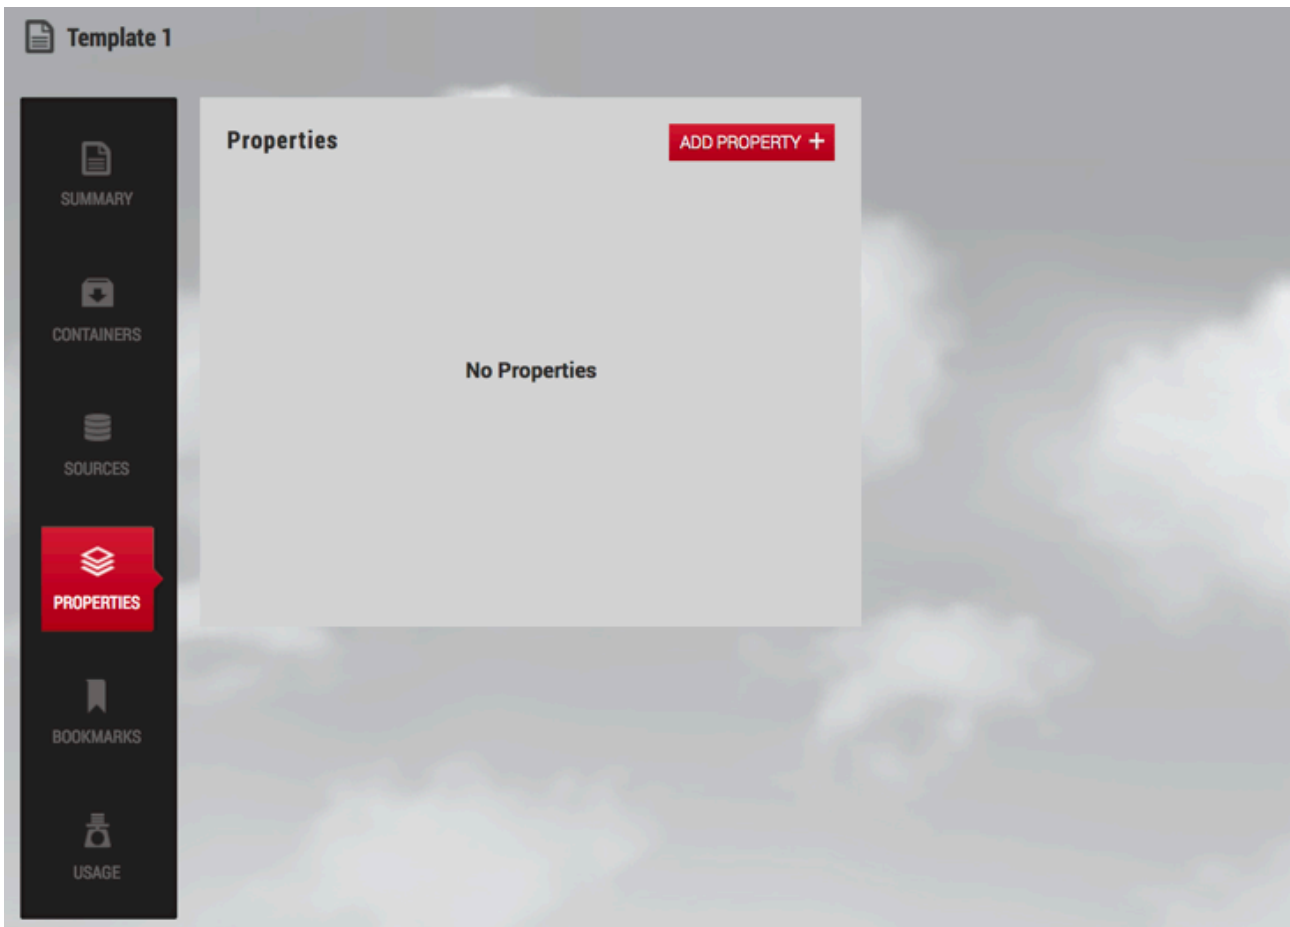 Template 1
Properties
ADD PROPERTY +
SUMMARY
CONTAINERS
No Properties
SOURCES
PROPERTIES
BOOKMARKS
USAGE